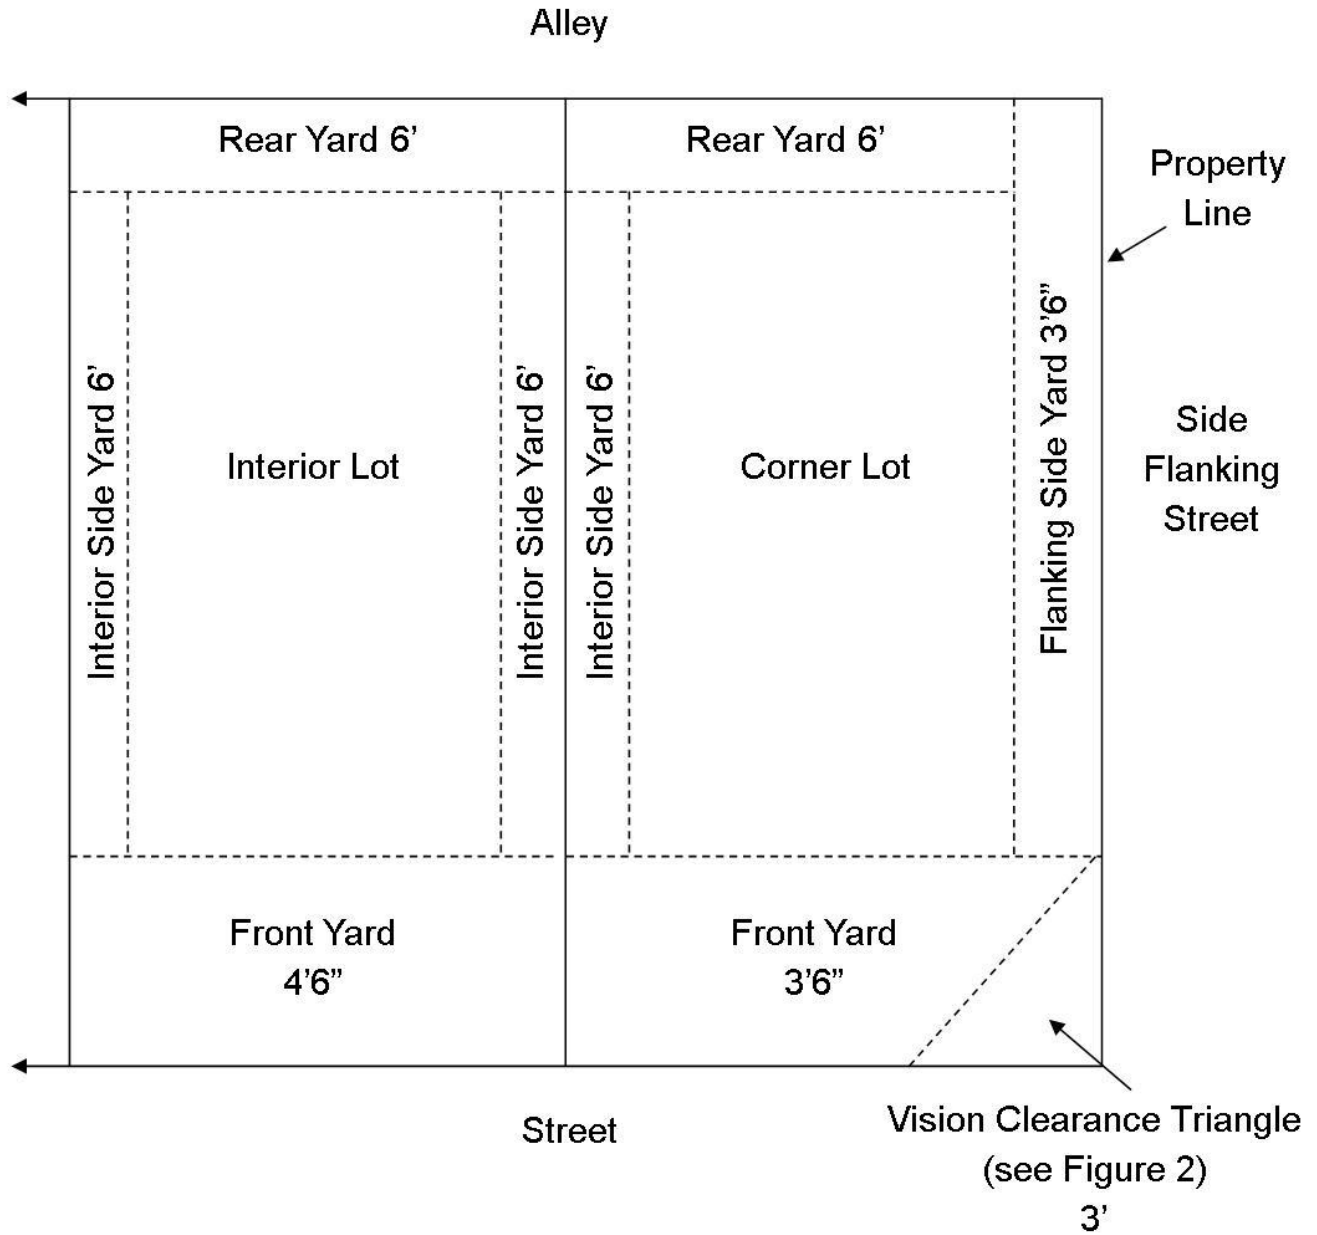 Alley
Rear Yard 6’
Rear Yard 6’
Property
Line
Interior Side Yard 6’
Interior Lot
Interior Side Yard 6’
Interior Side Yard 6’
Corner Lot
Flanking Side Yard 3’6”
Side
Flanking
Street
Front Yard
4’6”
Front Yard
3’6”
Street
Vision Clearance Triangle
(see Figure 2)
3’